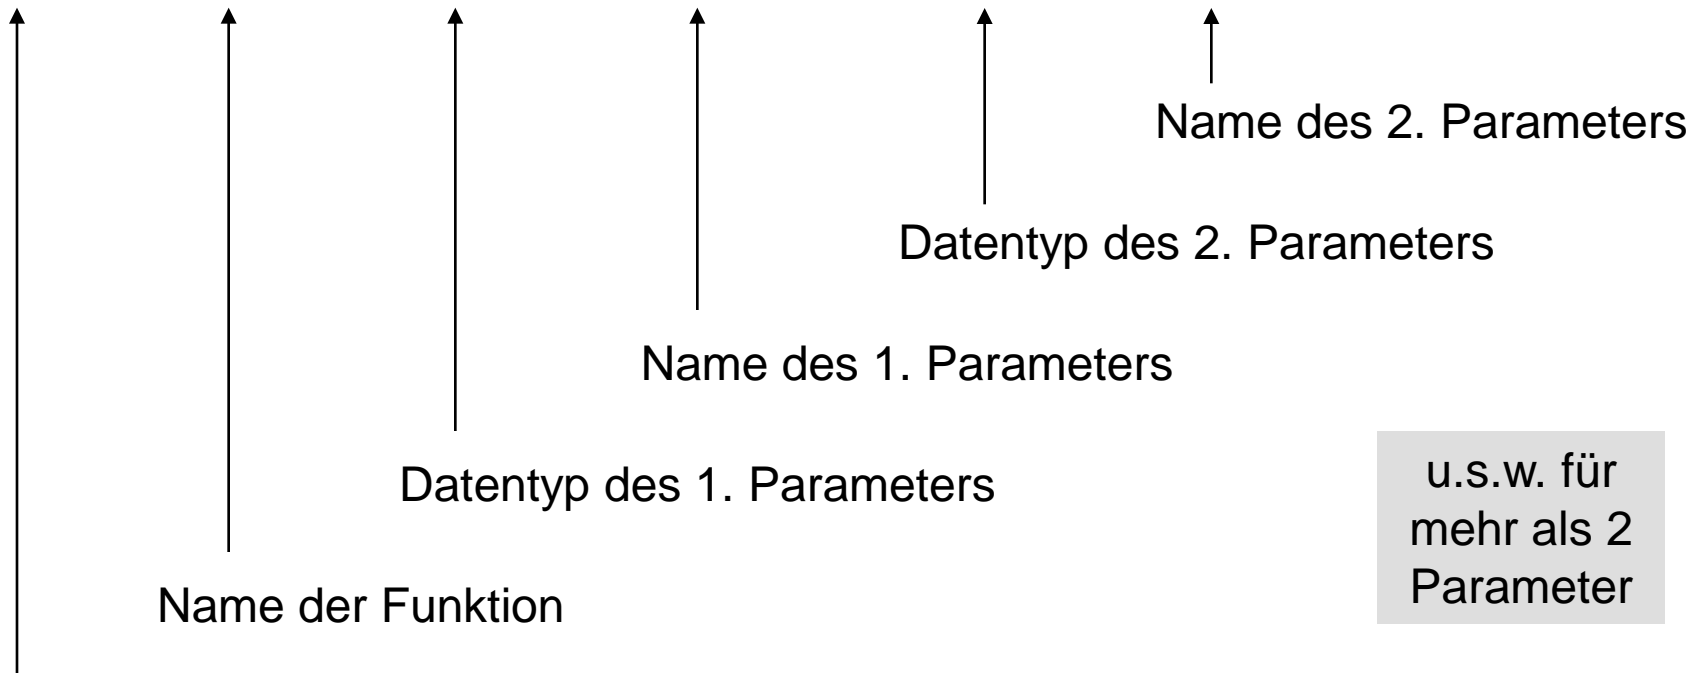 Name des 2. Parameters
Datentyp des 2. Parameters
Name des 1. Parameters
Datentyp des 1. Parameters
u.s.w. für
mehr als 2
Parameter
Name der Funktion